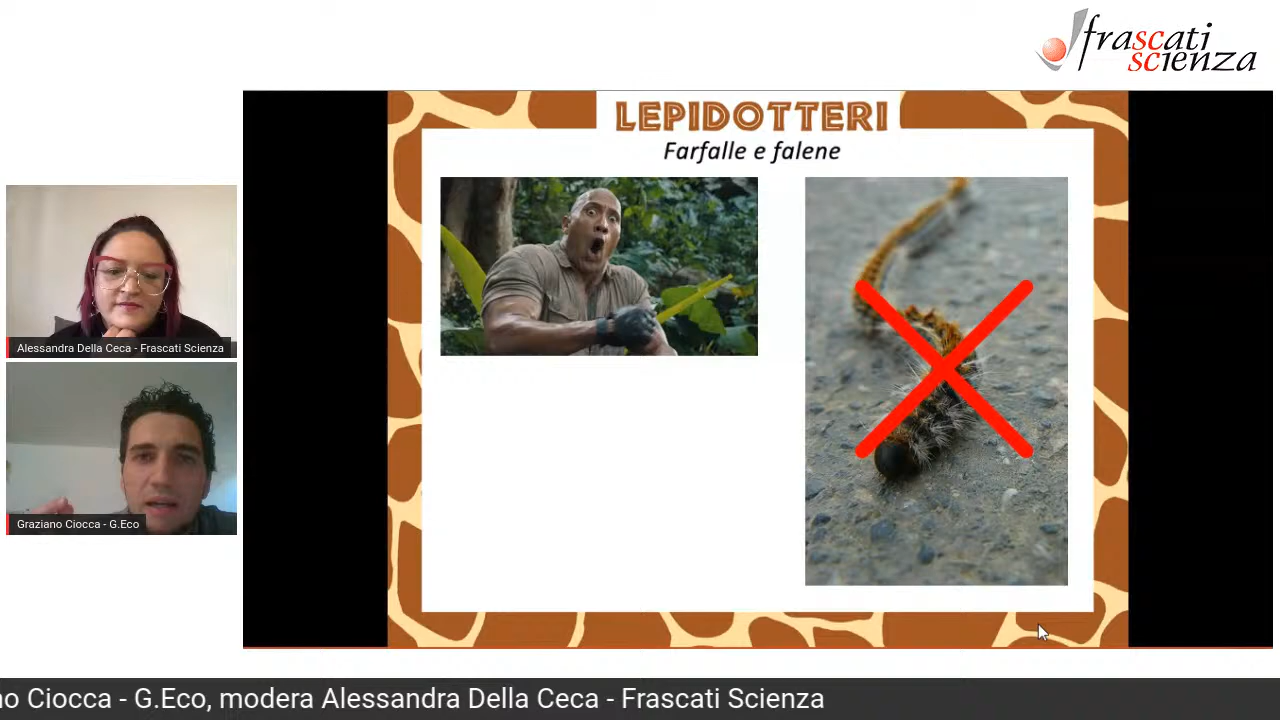 frascati
scienza
LEPIDOTTERI
Farfalle e falene
Alessandra Della Ceca - Frascati Scienza
Graziano Ciocca - G.Eco
Ciocca - G.Eco, modera Alessandra Della Ceca - Frascati Scienza